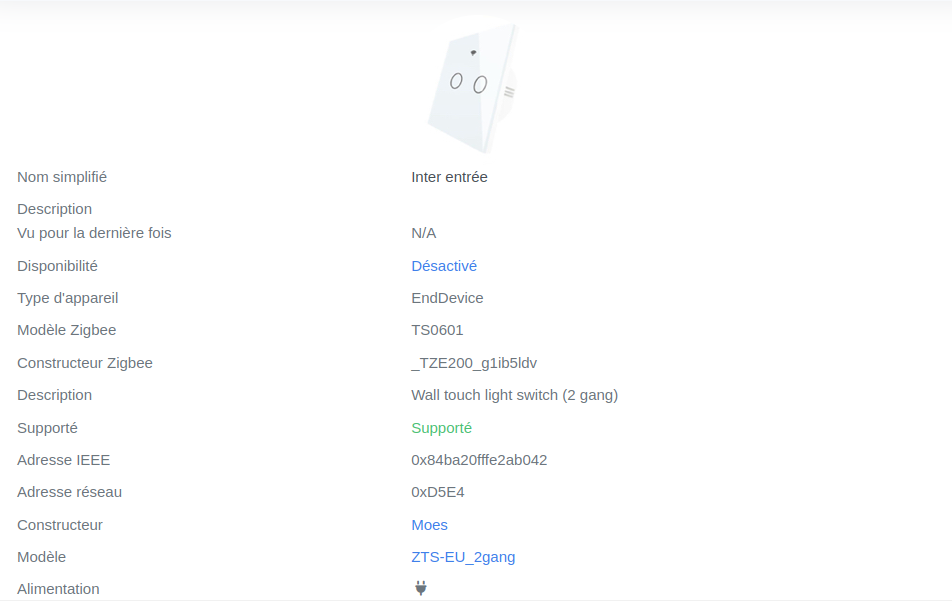 Nom simplifié Inter entrée
Description
Vu pour la dernière fois N/A
Disponibilité Désactivé
Type d'appareil EndDevice
Modèle Zigbee TS0601
Constructeur Zigbee _TZE200_g1ib5ldv
Description Wall touch light switch (2 gang)
Supporté Supporté
Adresse IEEE 0x84ba20fffe2ab042
Adresse réseau 0xD5E4
Constructeur Moes
Modèle ZTS-EU_2gang
Alimentation